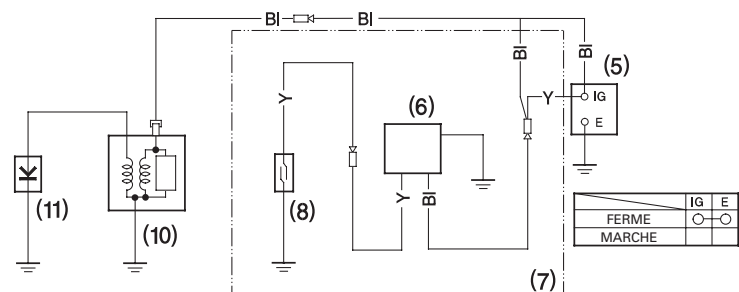 Bl Bl
Bl Bl
(5)
Y
(6)
Y
IG
E
(11)
(10)
(8)
Y Bl
(7)
IG E
FERME
MARCHE